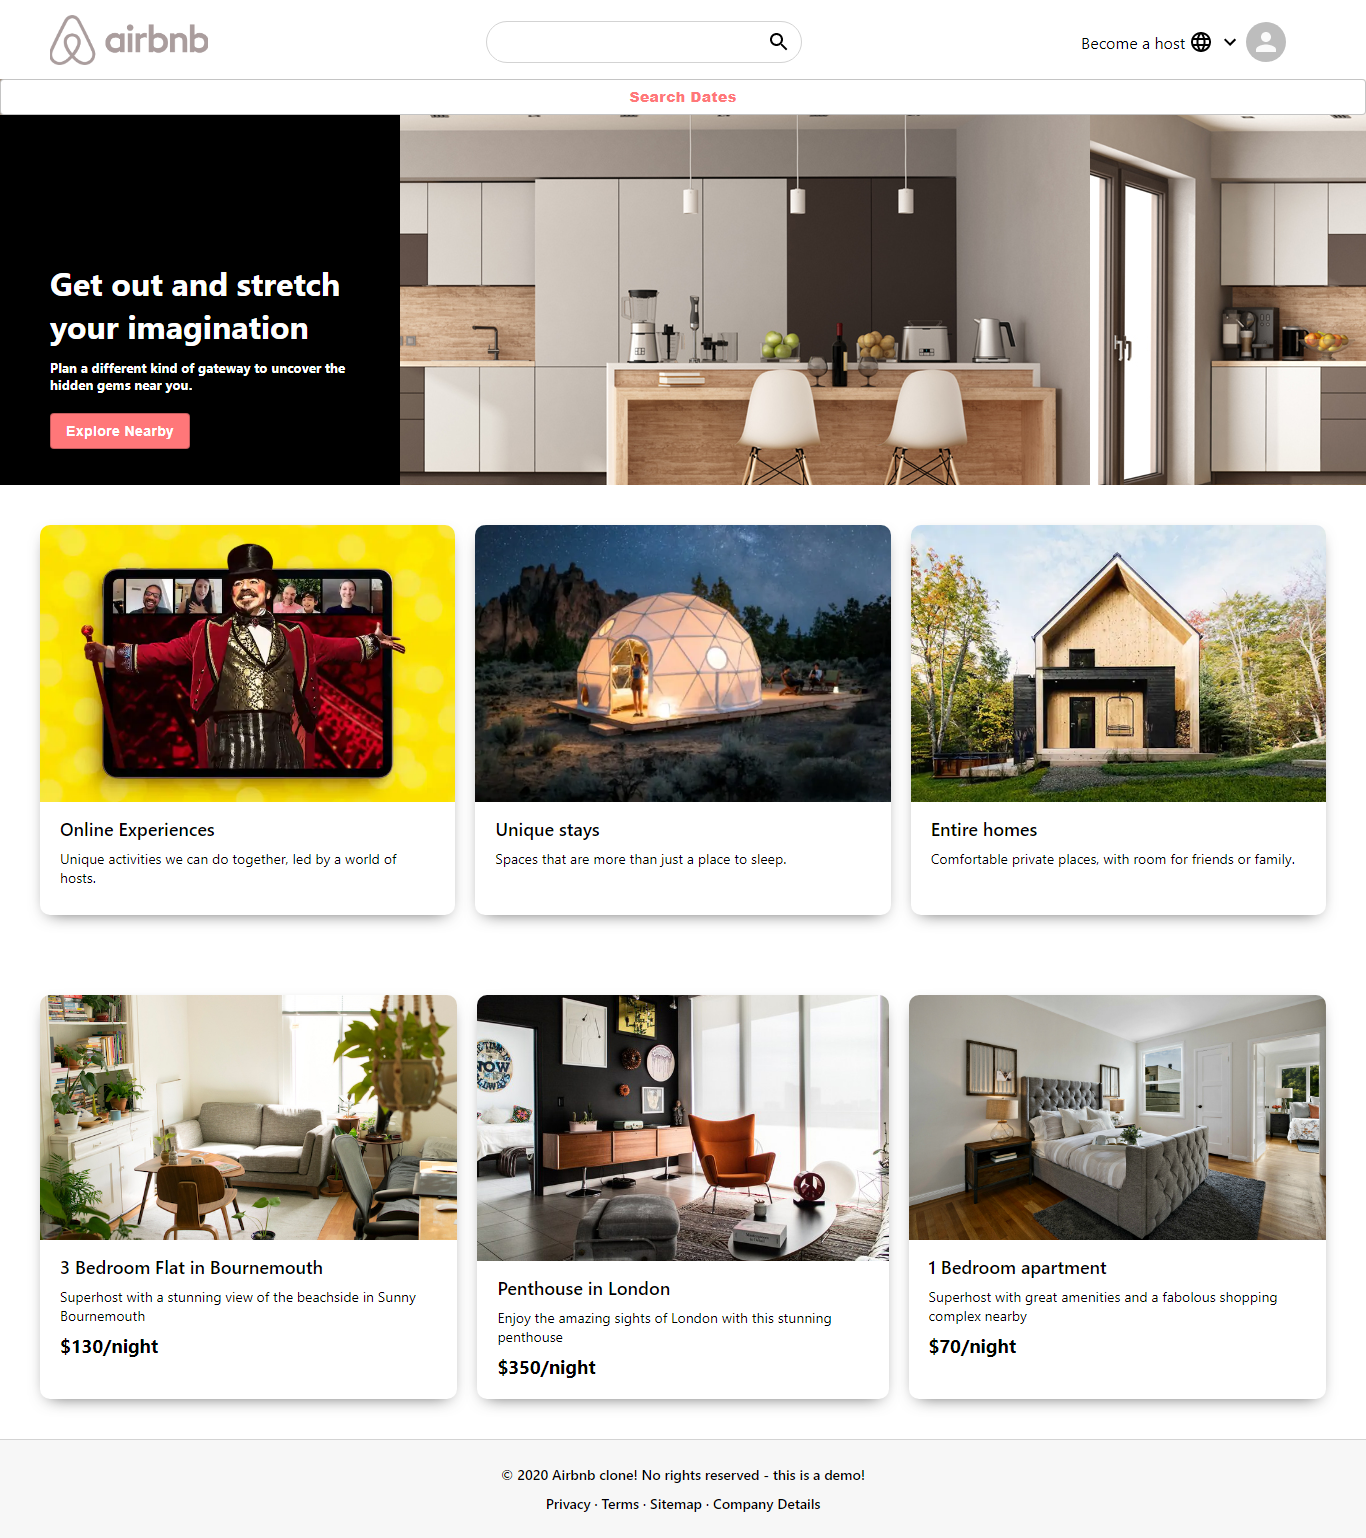 airbnb
Become a host
Search Dates
Get out and stretch
your imagination
Plan a different kind of gateway to uncover the
hidden gems near you.
Explore Nearby
Online Experiences
Unique activities we can do together, led by a world of
hosts.
Unique stays
Spaces that are more than just a place to sleep.
Entire homes
Comfortable private places, with room for friends or family.
NOW
3 Bedroom Flat in Bournemouth
Superhost with a stunning view of the beachside in Sunny
Bournemouth
$130/night
Penthouse in London
Enjoy the amazing sights of London with this stunning
penthouse
$350/night
1 Bedroom apartment
Superhost with great amenities and a fabolous shopping
complex nearby
$70/night
© 2020 Airbnb clone! No rights reserved - this is a demo!
Privacy · Terms · Sitemap · Company Details